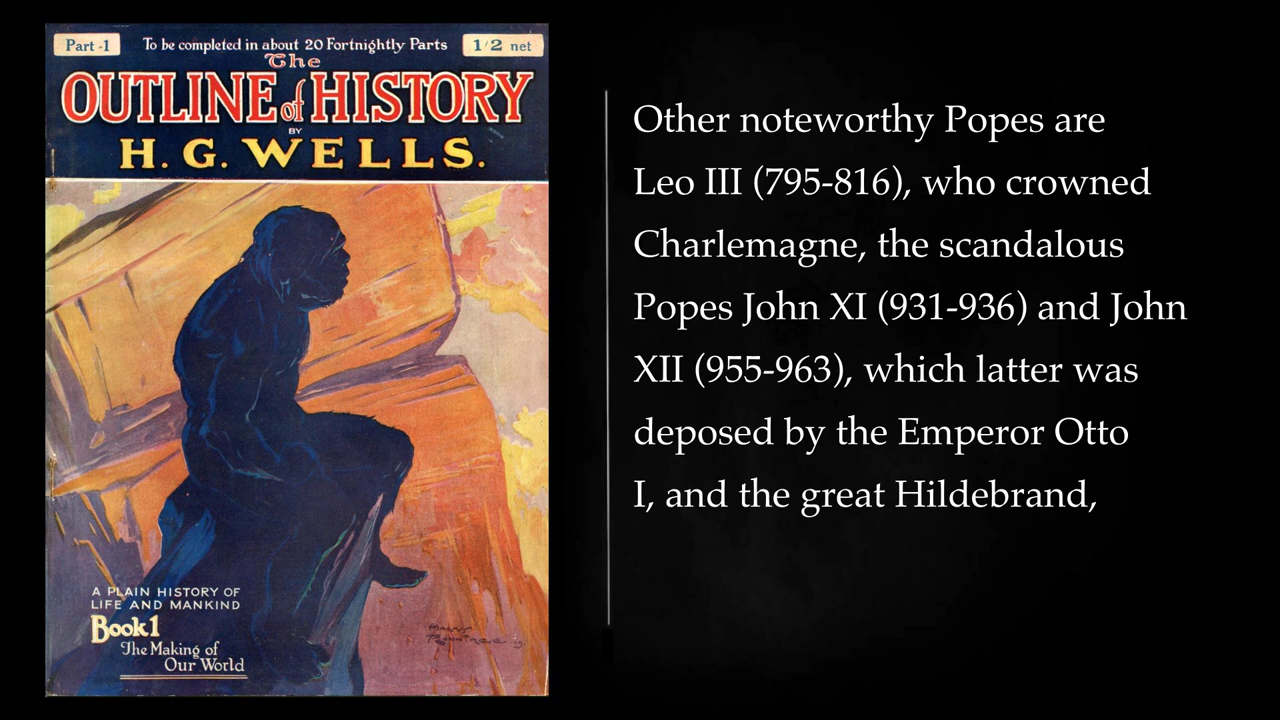 Part -1
To be completed in about 20 Fortnightly Parts
1/2 net
The
OUTLINE of HISTORY
BY
H. G. WELLS.
A PLAIN HISTORY OF
LIFE AND MANKIND
Book 1
The Making of
Our World
Other noteworthy Popes are
Leo III (795-816), who crowned
Charlemagne, the scandalous
Popes John XI (931-936) and John
XII (955-963), which latter was
deposed by the Emperor Otto
I, and the great Hildebrand,